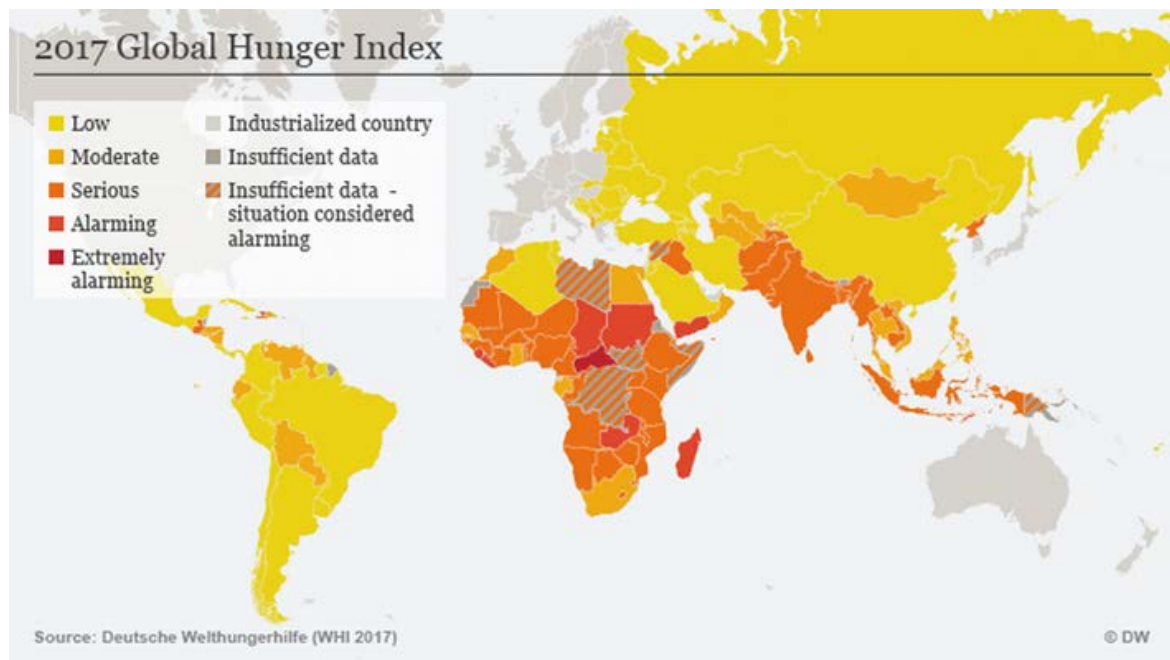 2017 Global Hunger Index
Low
Moderate
Serious
Alarming
Extremely
alarming
Industrialized country
Insufficient data
Insufficient data -
situation considered
alarming
Source: Deutsche Welthungerhilfe (WHI 2017)
© DW